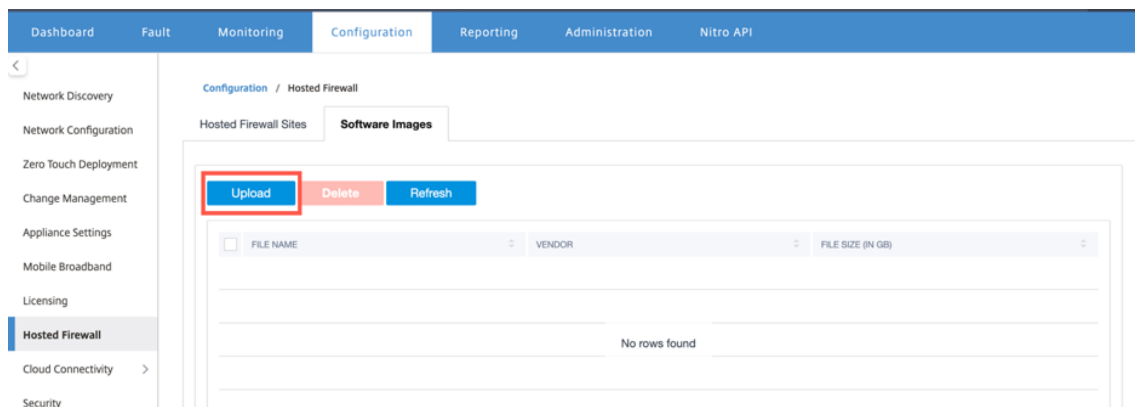 Dashboard Fault Monitoring Configuration Reporting Administration Nitro API
Network Discovery
Network Configuration
Zero Touch Deployment
Change Management
Appliance Settings
Mobile Broadband
Licensing
Hosted Firewall
Cloud Connectivity
Security
Configuration / Hosted Firewall
Hosted Firewall Sites Software Images
Upload Delete Refresh
FILE NAME VENDOR FILE SIZE (IN GB)
No rows found